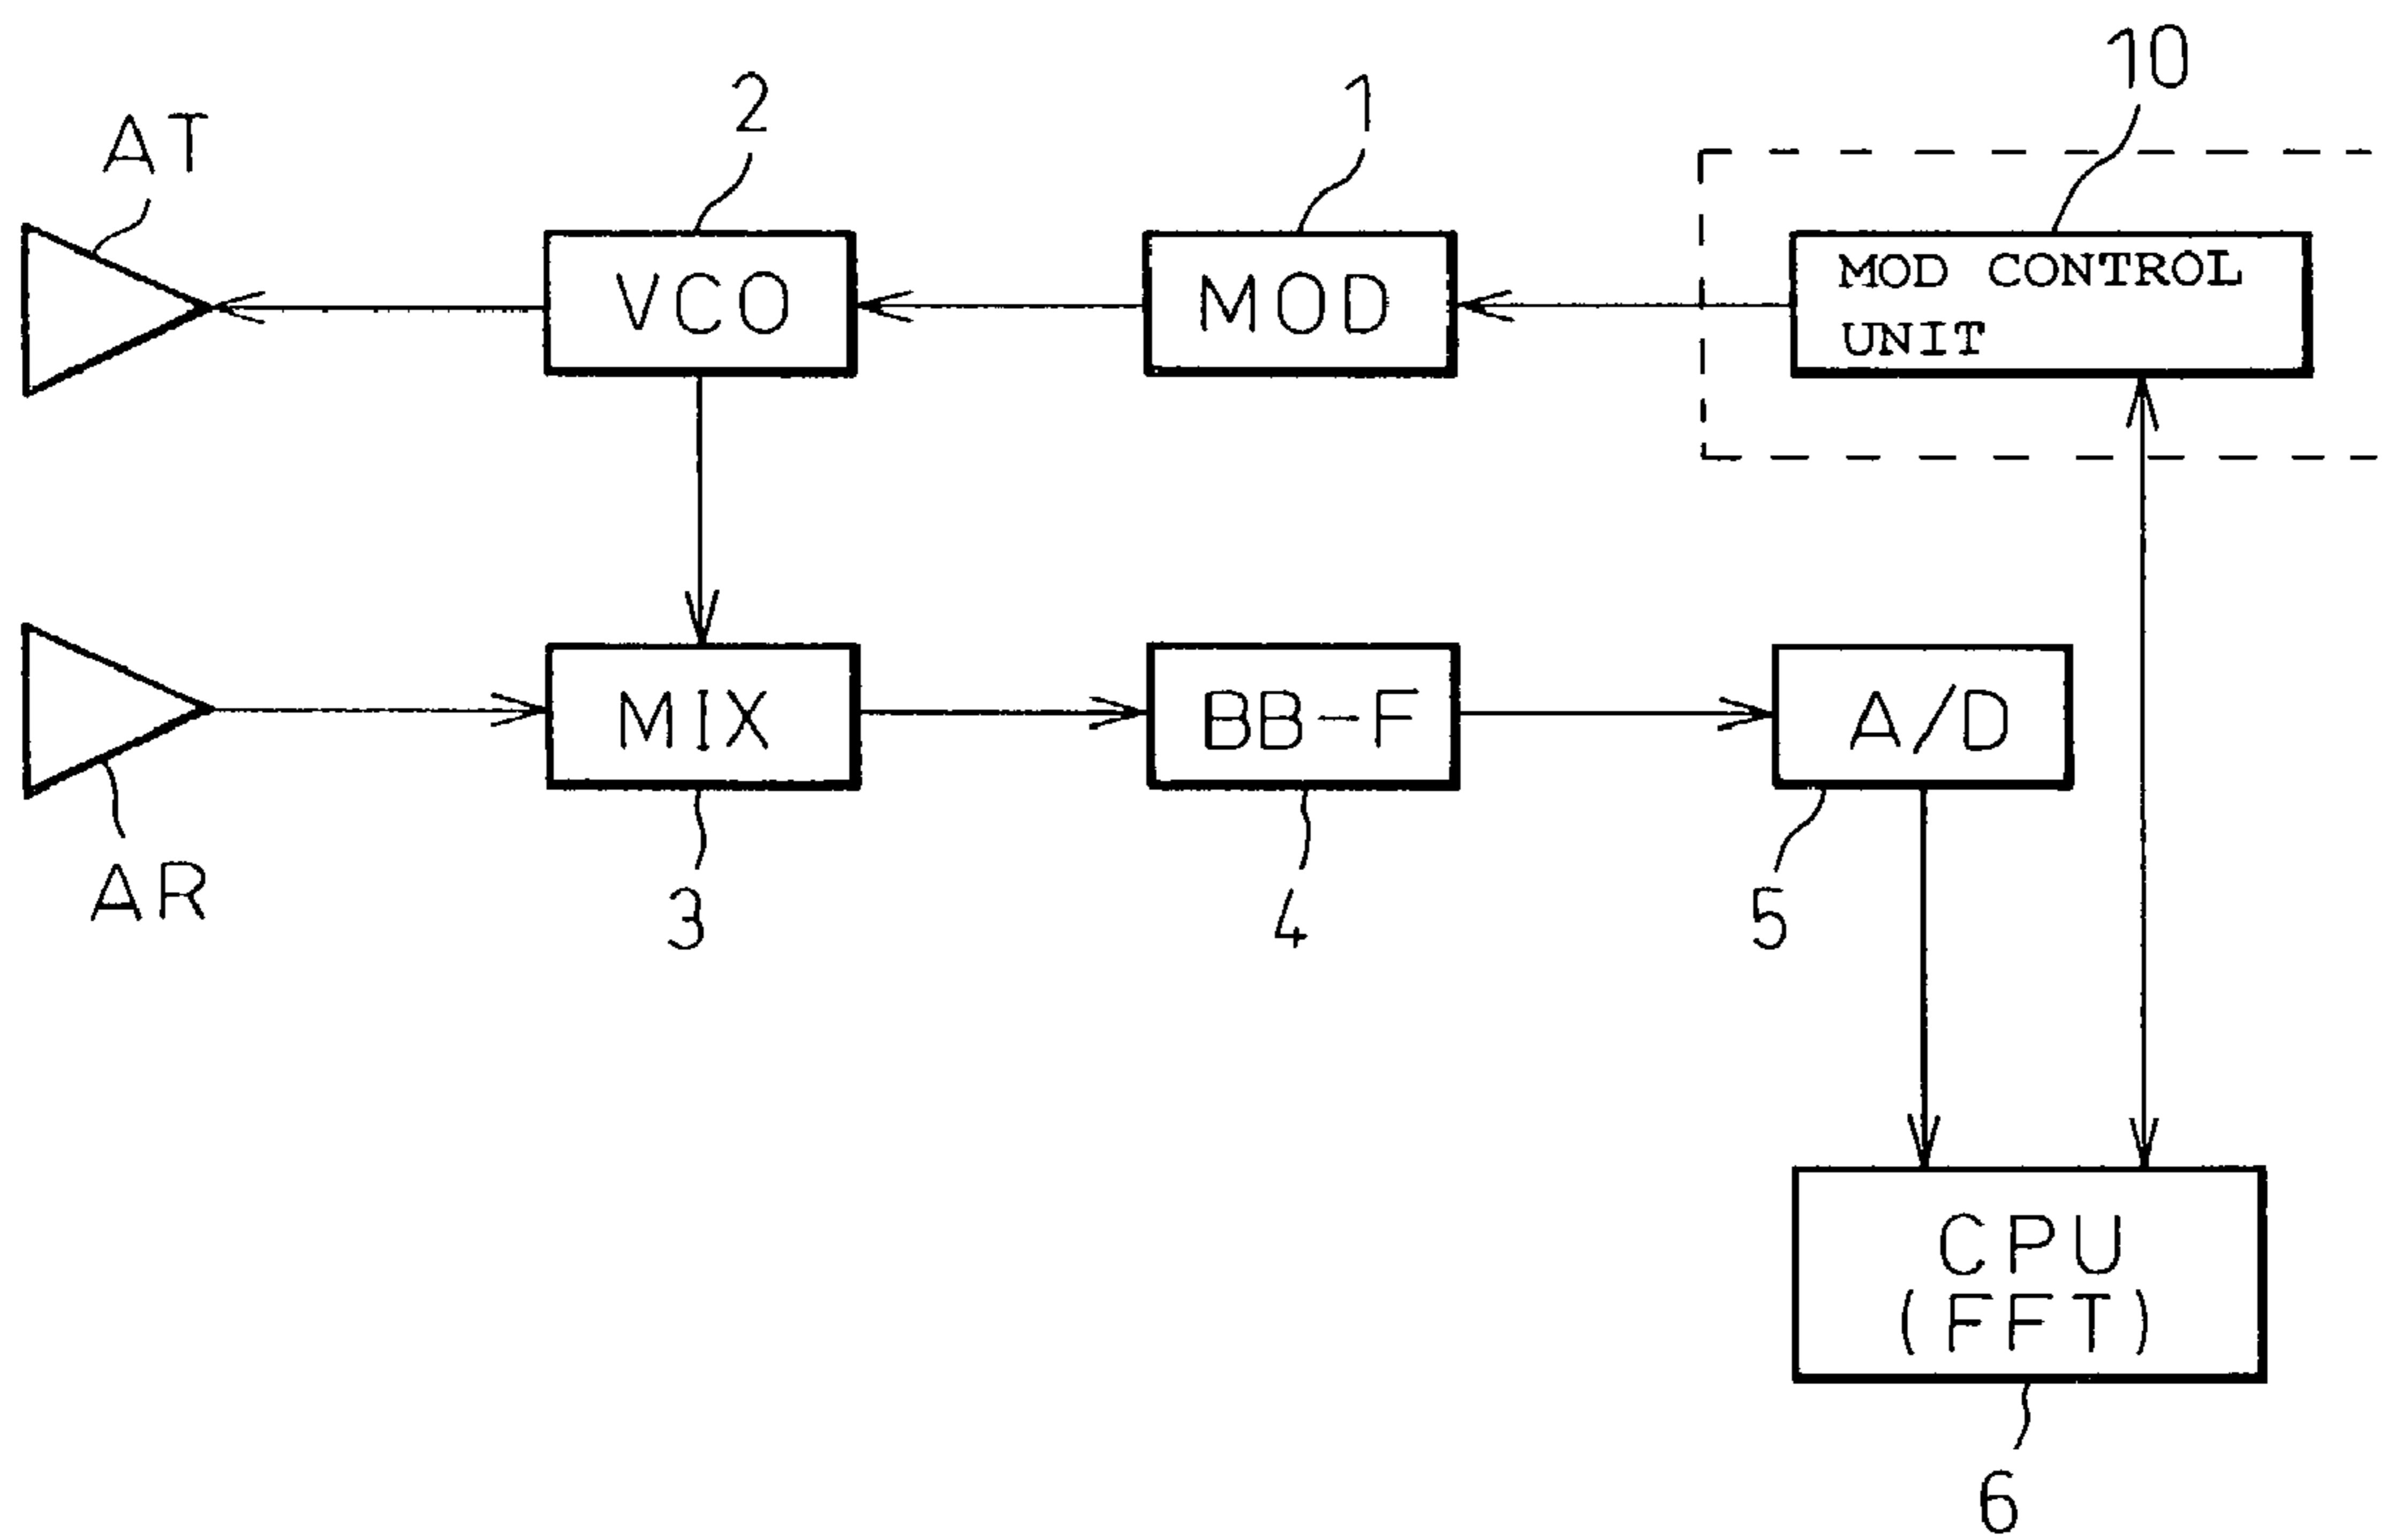 10
2
1
AT
VCO
MOD
MOD CONTROL
UNIT
MIX
BB-F
A/D
AR
3
4
5
CPU
(FFT)
6